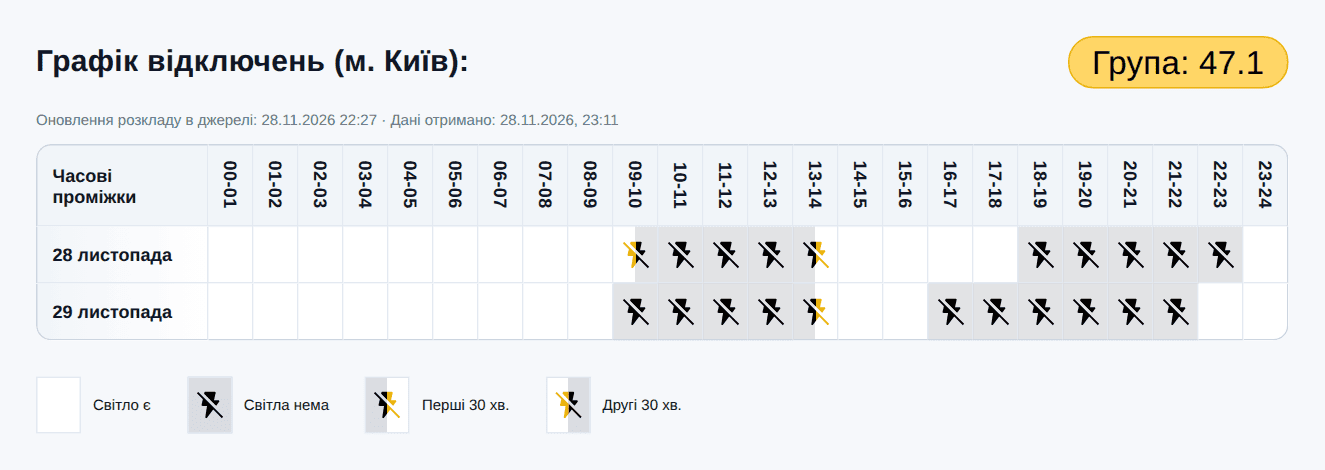 Графік відключень (м. Київ):
Група: 47.1
Оновлення розкладу в джерелі: 28.11.2026 22:27 · Дані отримано: 28.11.2026, 23:11
Часові
проміжки
00-01
01-02
02-03
03-04
04-05
05-06
06-07
07-08
08-09
09-10
10-11
11-12
12-13
13-14
14-15
15-16
16-17
17-18
18-19
19-20
20-21
21-22
22-23
23-24
28 листопада
29 листопада
Світло є
Світла нема
Перші 30 хв.
Другі 30 хв.